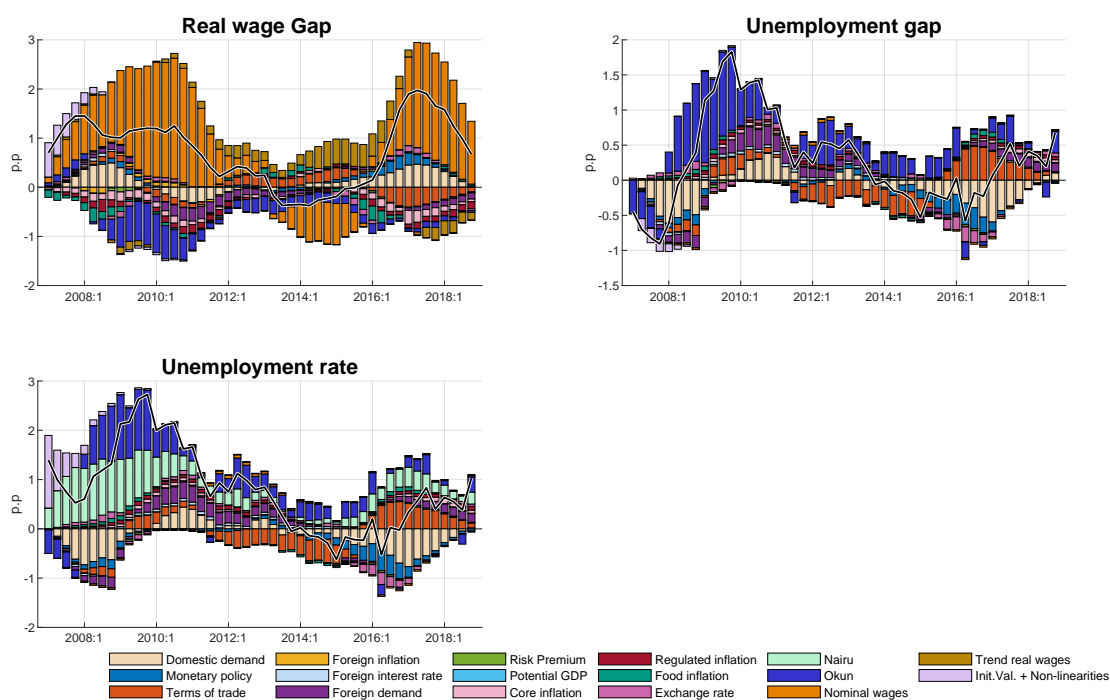 Real wage Gap
Unemployment gap
3
2
1
0
-1
-2
p.p
2008:1 2010:1 2012:1 2014:1 2016:1 2018:1
2
1.5
1
0.5
0
-0.5
-1
-1.5
p.p
2008:1 2010:1 2012:1 2014:1 2016:1 2018:1
Unemployment rate
3
2
1
0
-1
-2
p.p
2008:1 2010:1 2012:1 2014:1 2016:1 2018:1
Domestic demand Foreign inflation Risk Premium Regulated inflation Nairu Trend real wages
Monetary policy Foreign interest rate Potential GDP Food inflation Okun Init.Val. + Non-linearities
Terms of trade Foreign demand Core inflation Exchange rate Nominal wages